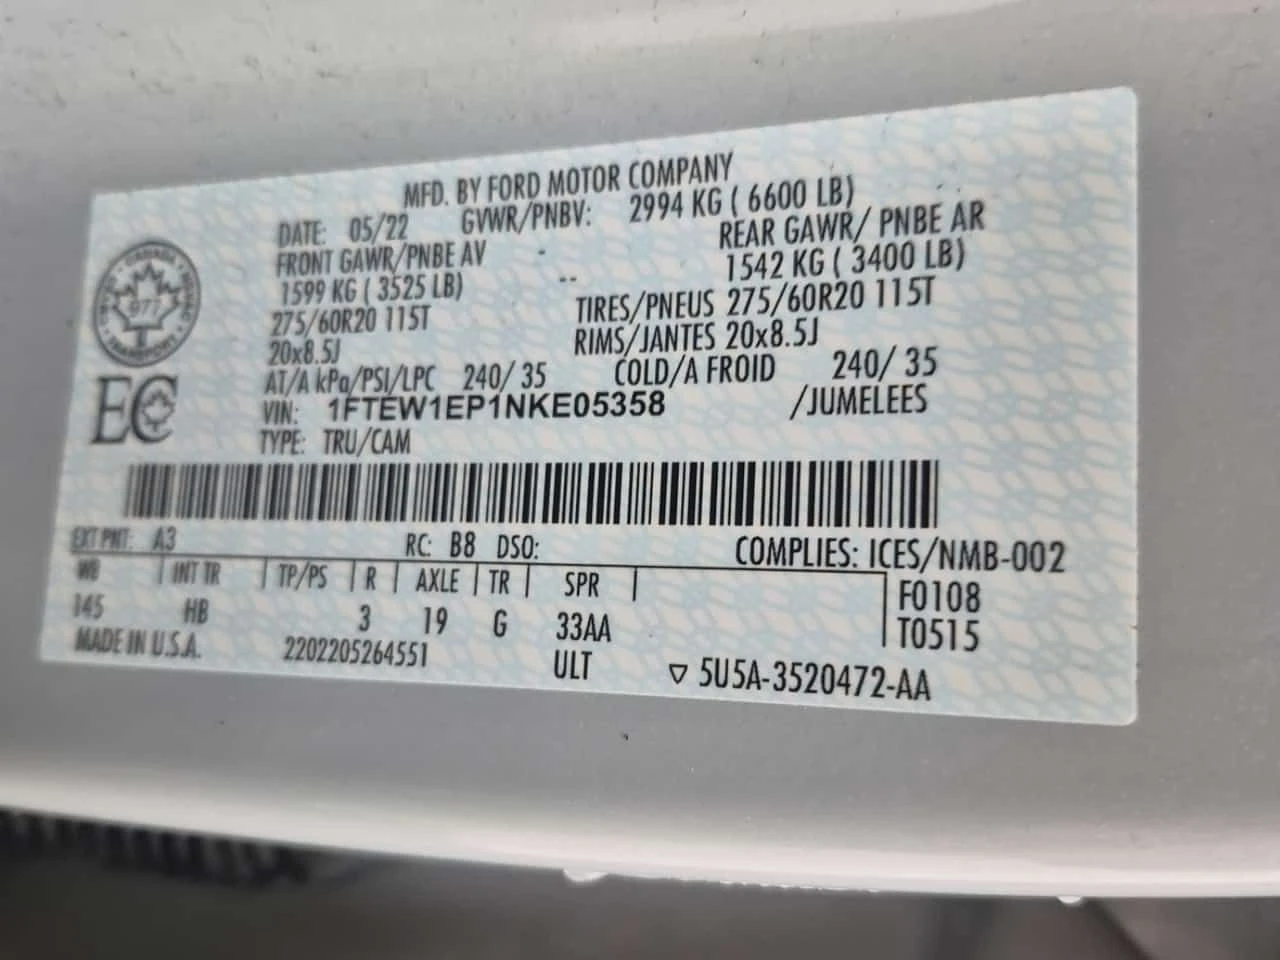 MFD. BY FORD MOTOR COMPANY
DATE: 05/22 GVWR/PNBV: 2994 KG ( 6600 LB)
FRONT GAWR/PNBE AV REAR GAWR/ PNBE AR
1599 KG ( 3525 LB) 1542 KG ( 3400 LB)
275/60R20 115T TIRES/PNEUS 275/60R20 115T
20x8.5J RIMS/JANTES 20x8.5J
AT/A kPa/PSI/LPC 240/ 35 COLD/A FROID 240/ 35
VIN: 1FTEW1EP1NKE05358 /JUMELEES
TYPE: TRU/CAM
CANADA
977
TRANSPORT
EC
EXT PNT: A3 RC: B8 DSO: COMPLIES: ICES/NMB-002
WB INT TR TP/PS R AXLE TR SPR F0108
145 HB 3 19 G 33AA T0515
MADE IN U.S.A. 2202205264551 ULT ▽ 5U5A-3520472-AA